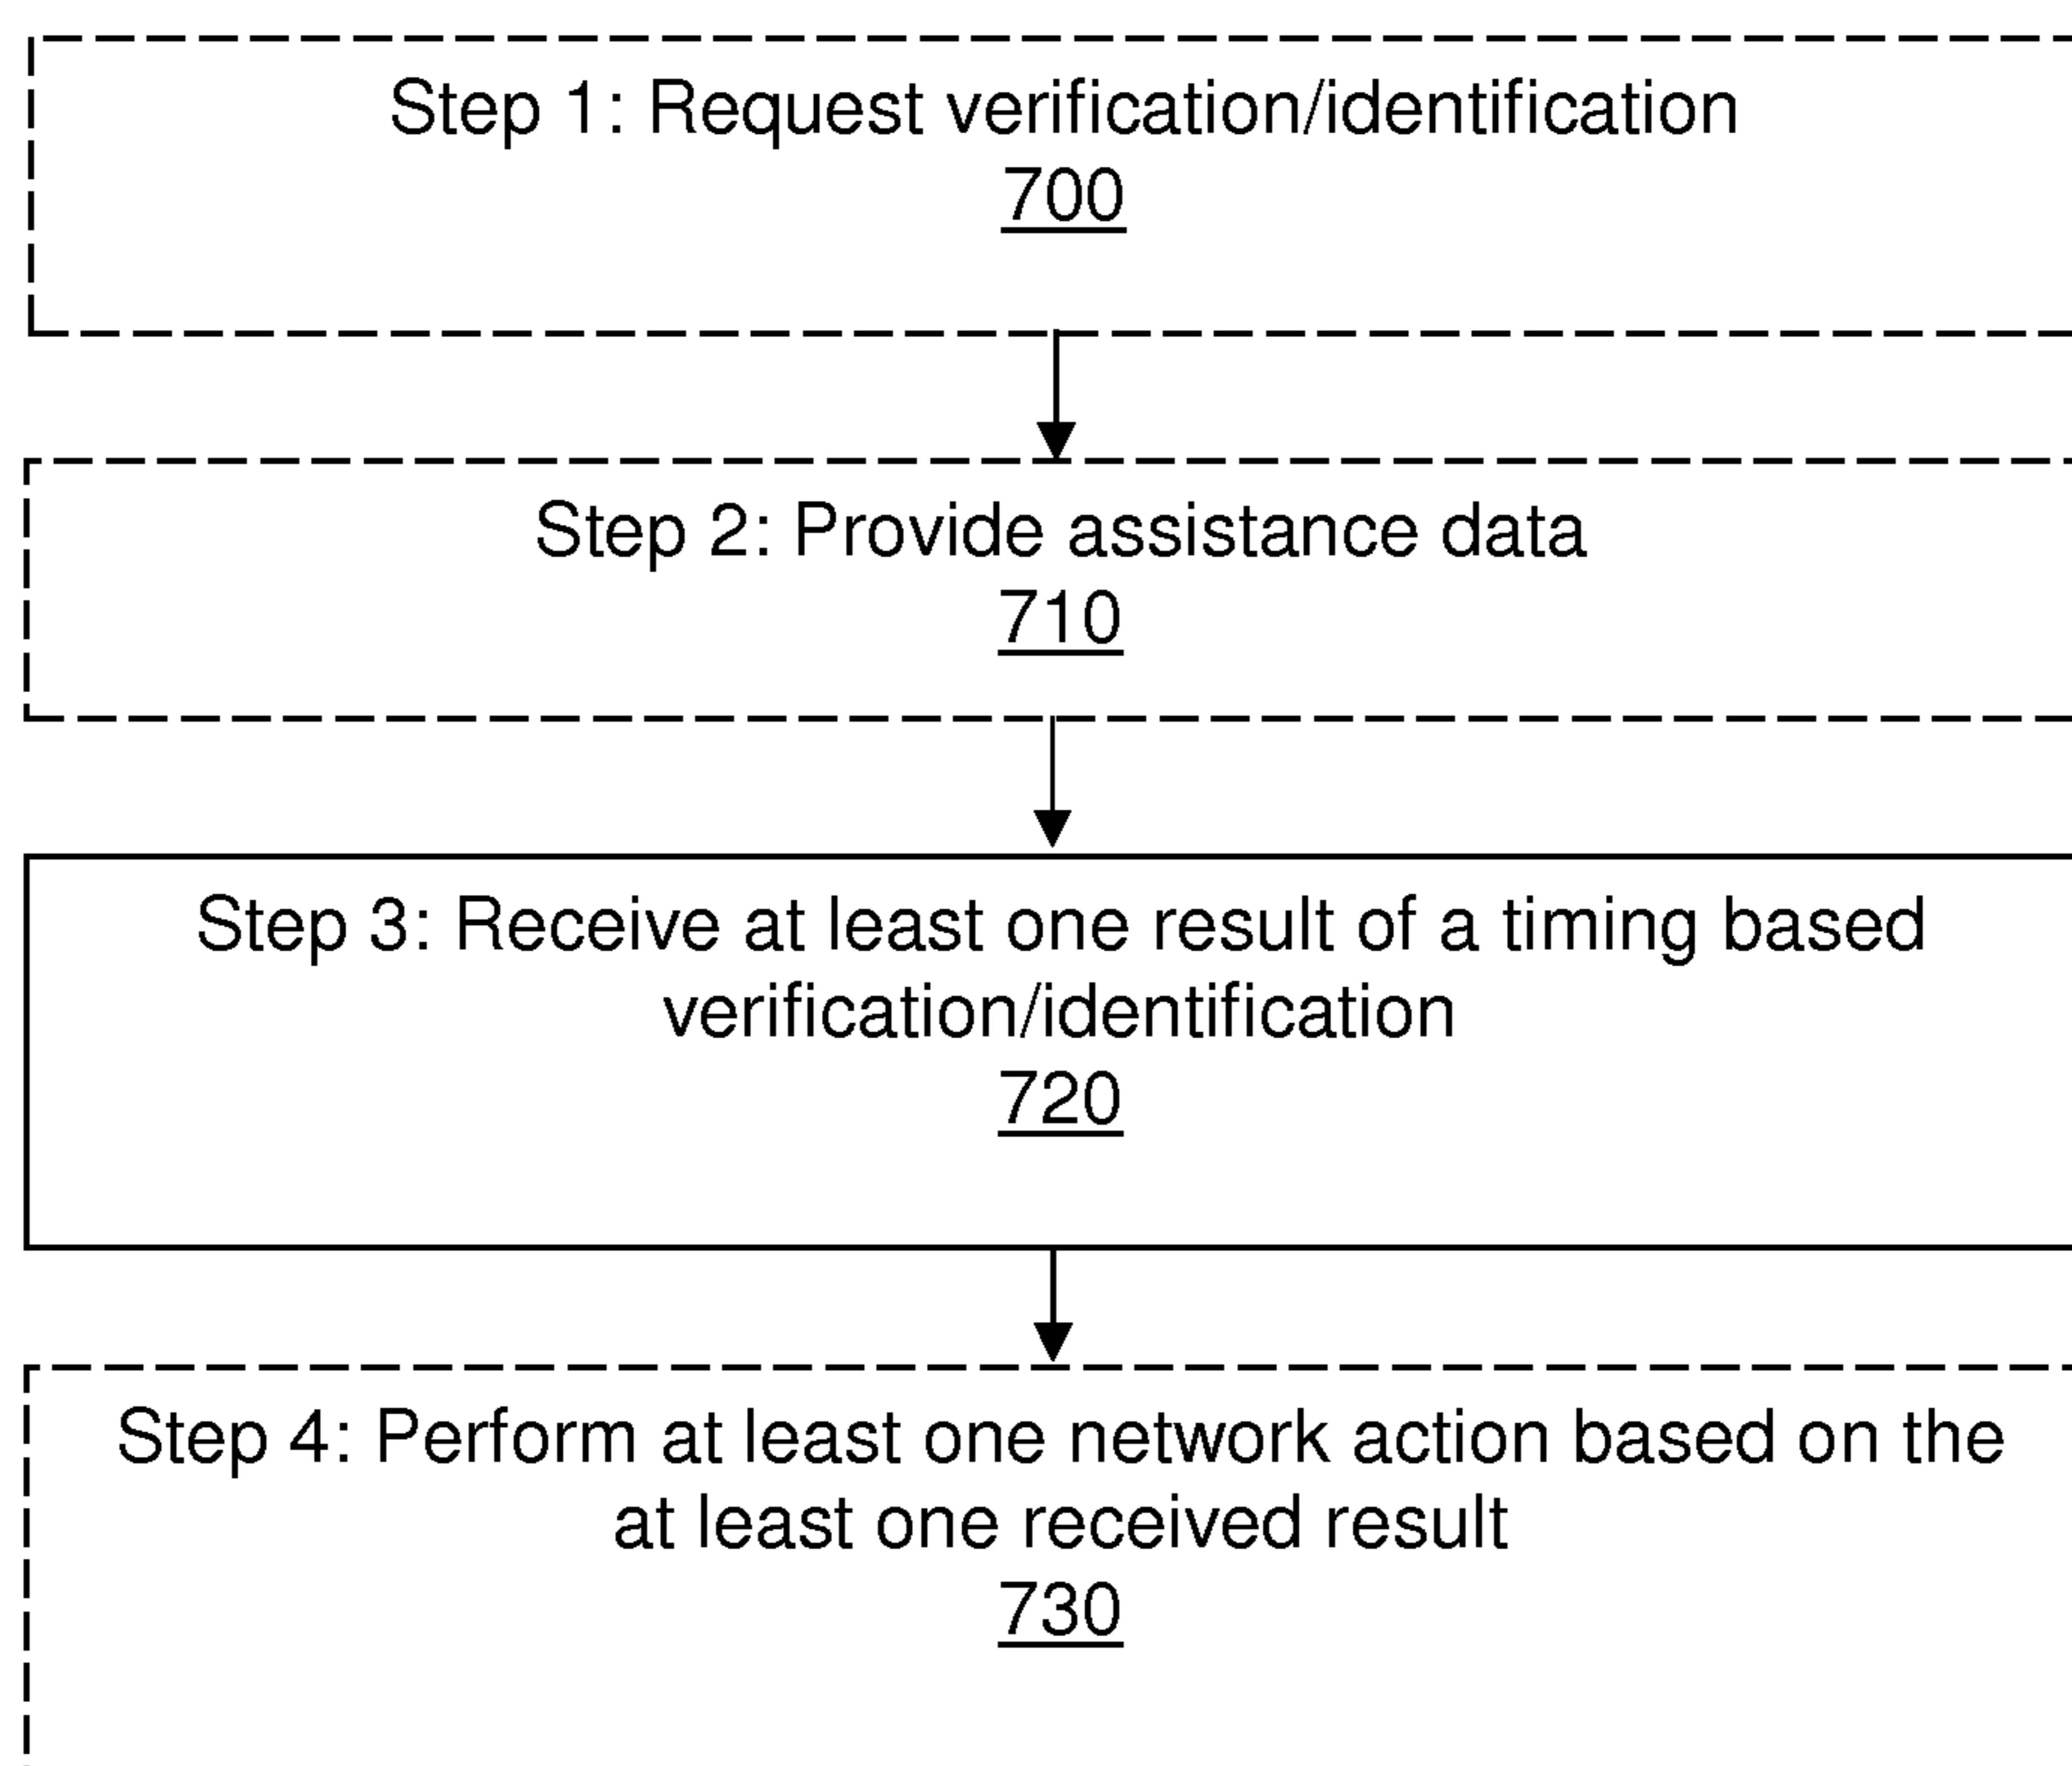 Step 1: Request verification/identification
700
Step 2: Provide assistance data
710
Step 3: Receive at least one result of a timing based
verification/identification
720
Step 4: Perform at least one network action based on the
at least one received result
730